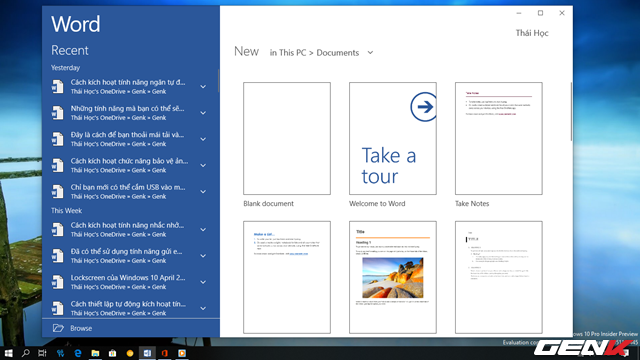 Word
Recent
Yesterday
Cách kích hoạt tính năng ngăn tự đ...
Thái Học's OneDrive » Genk » Genk
Những tính năng mà bạn có thể sẽ...
Thái Học's OneDrive » Genk » Genk
Đây là cách để bạn thoải mái tải và...
Thái Học's OneDrive » Genk » Genk
Cách kích hoạt chức năng bảo vệ ản...
Thái Học's OneDrive » Genk » Genk
Chỉ bạn mới có thể cắm USB vào m...
Thái Học's OneDrive » Genk » Genk
This Week
Cách kích hoạt tính năng nhắc nhở...
Thái Học's OneDrive » Genk » Genk
Đã có thể sử dụng tính năng gửi e...
Thái Học's OneDrive » Genk » Genk
Lockscreen của Windows 10 April 2...
Thái Học's OneDrive » Genk » Genk
Cách thiết lập tự động kích hoạt tín...
Thái Học's OneDrive » Genk » Genk
Browse
Thái Học
New in This PC > Documents
Take a
tour
Take Notes
Blank document
Welcome to Word
Take Notes
Make a list...
Title
Heading 1
TITLE
10 Pro Insider Preview
Evaluation
GENK